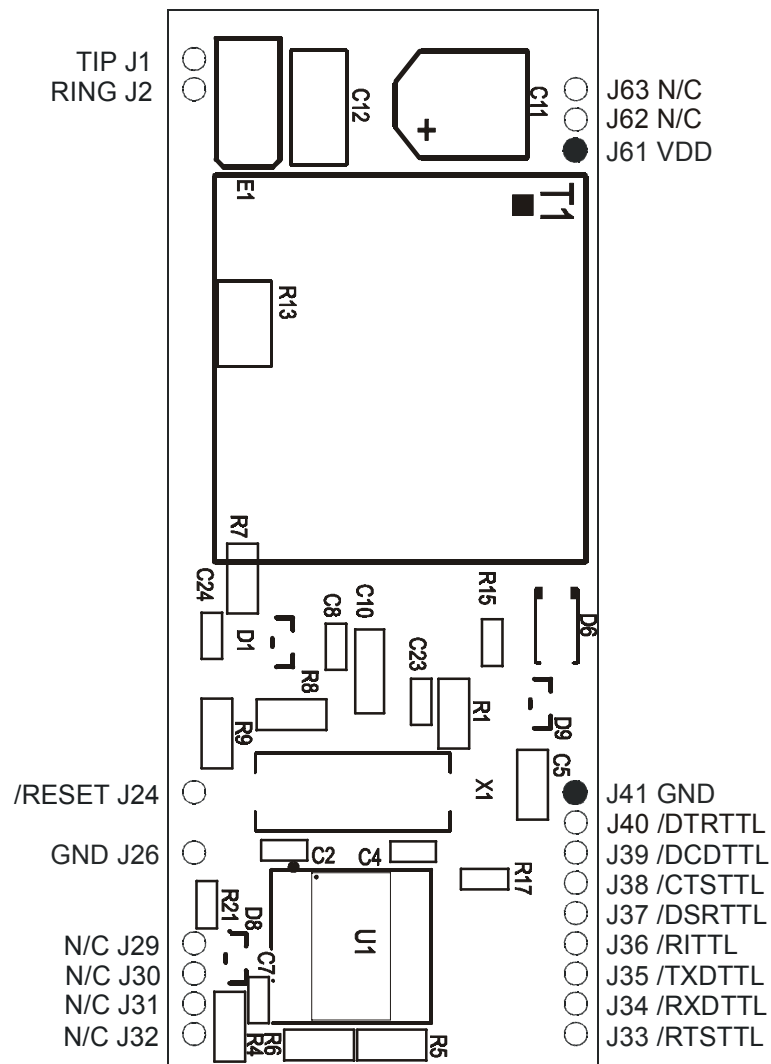 TIP J1
RING J2
C12
+
C11
J63 N/C
J62 N/C
J61 VDD
E1
T1
R13
R7
C24
D1
C8
C10
R15
D6
C23
R8
R1
R9
D9
C5
X1
/RESET J24
J41 GND
J40 /DTRTTL
GND J26
C2
C4
J39 /DCDTTL
R17
J38 /CTSTTL
R21
D8
J37 /DSRTTL
N/C J29
U1
J36 /RITTL
C7
N/C J30
J35 /TXDTTL
N/C J31
J34 /RXDTTL
N/C J32
R4
R6
R5
J33 /RTSTTL